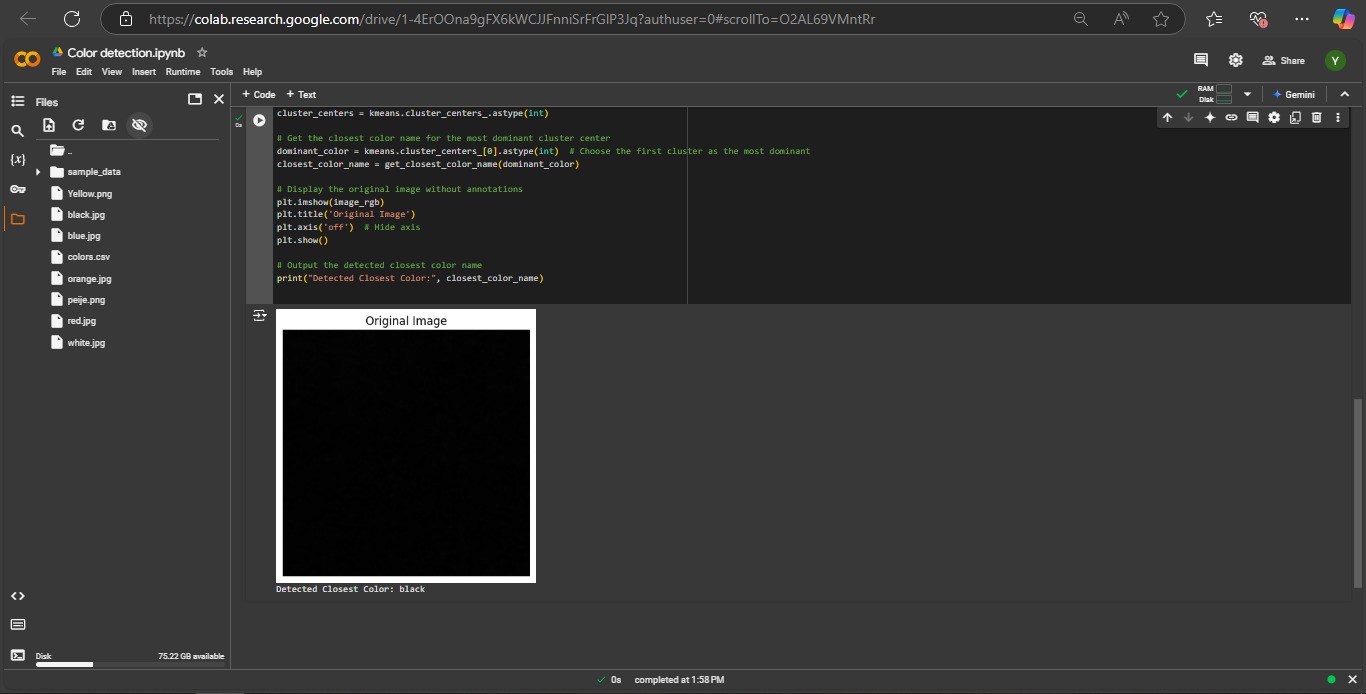 https://colab.research.google.com/drive/1-4ErOOna9gFX6kWCJJFnniSrFrGlP3Jq?authuser=0#scrollTo=O2AL69VMntRr
Color detection.ipynb
File Edit View Insert Runtime Tools Help
Share
Y
Files
+ Code + Text
RAM
Disk
Gemini
..
sample_data
Yellow.png
black.jpg
blue.jpg
colors.csv
orange.jpg
peije.png
red.jpg
white.jpg
Disk
75.22 GB available
0s
cluster_centers = kmeans.cluster_centers_.astype(int)
# Get the closest color name for the most dominant cluster center
dominant_color = kmeans.cluster_centers_[0].astype(int) # Choose the first cluster as the most dominant
closest_color_name = get_closest_color_name(dominant_color)
# Display the original image without annotations
plt.imshow(image_rgb)
plt.title('Original Image')
plt.axis('off') # Hide axis
plt.show()
# Output the detected closest color name
print("Detected Closest Color:", closest_color_name)
Original Image
Detected Closest Color: black
0s completed at 1:58 PM